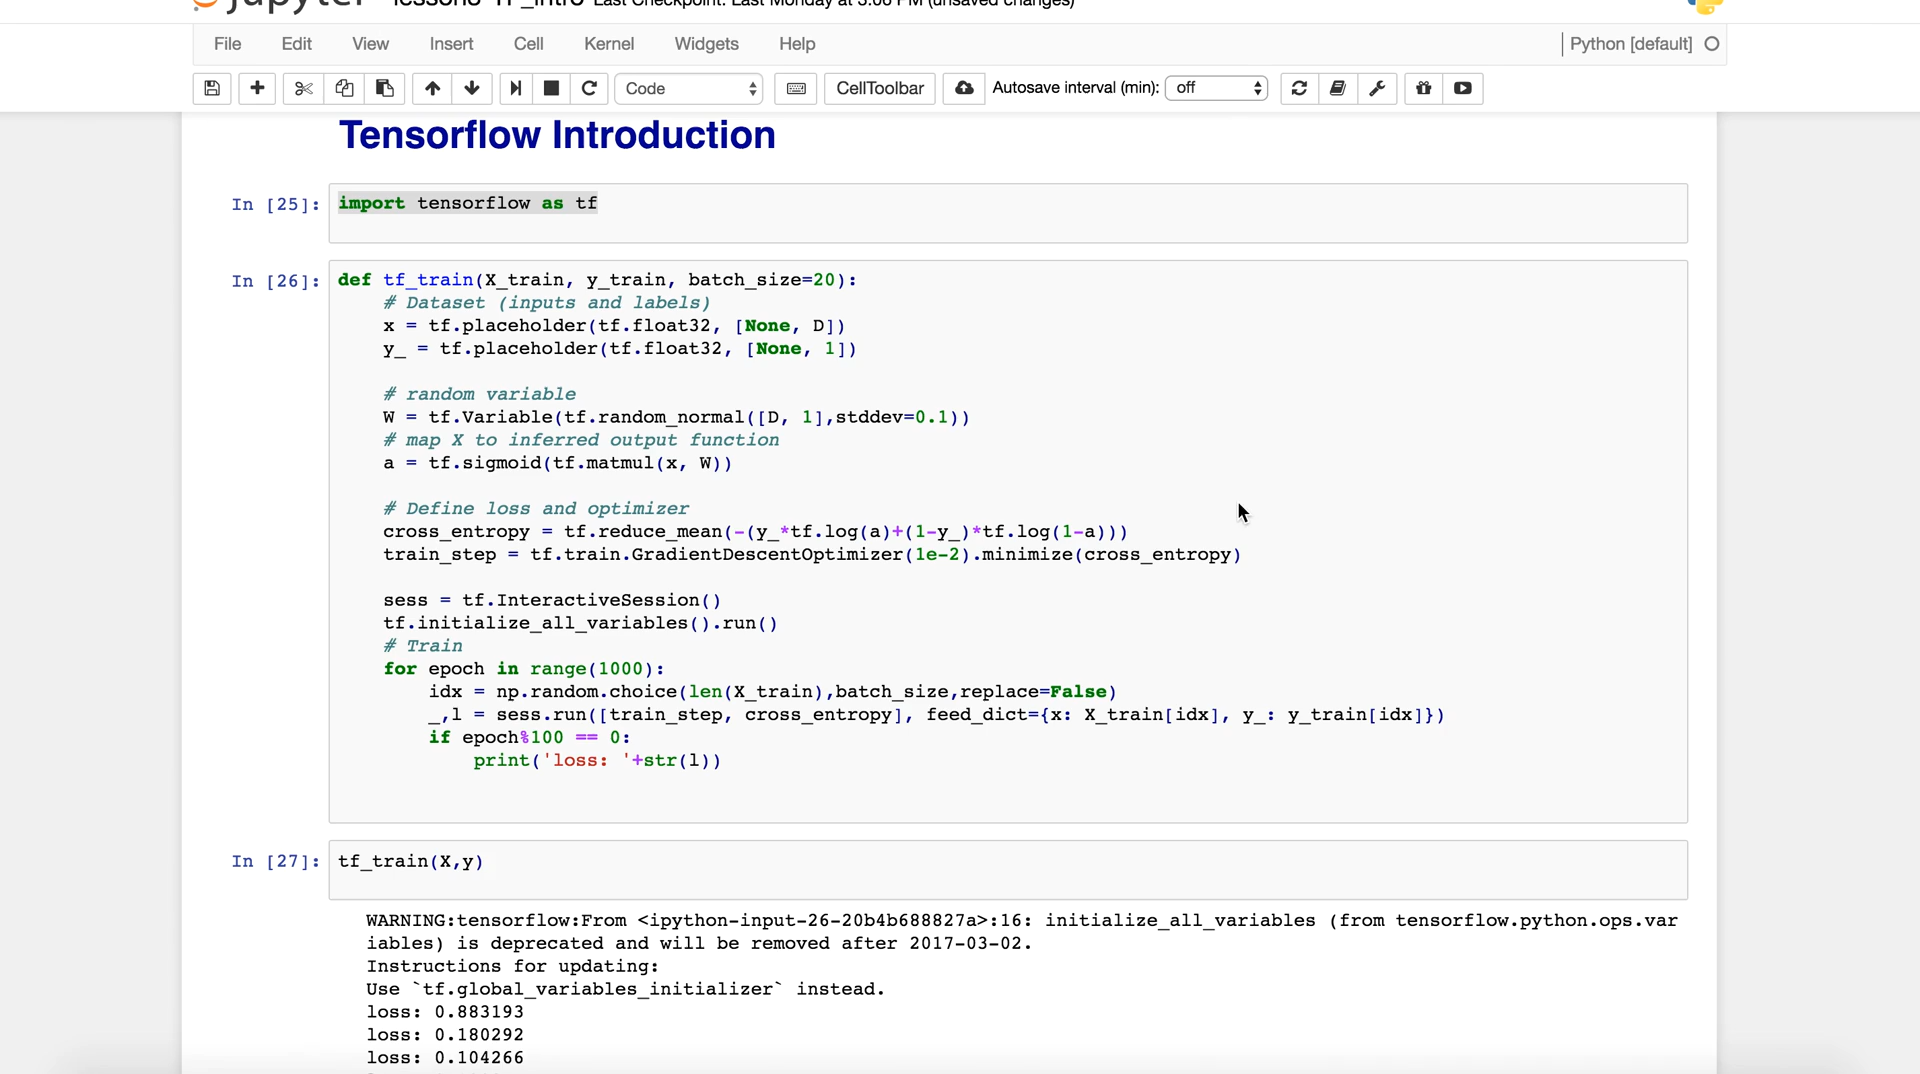 File Edit View Insert Cell Kernel Widgets Help Python [default]
Code CellToolbar Autosave interval (min): off
Tensorflow Introduction
In [25]: import tensorflow as tf
In [26]: def tf_train(X_train, y_train, batch_size=20):
# Dataset (inputs and labels)
x = tf.placeholder(tf.float32, [None, D])
y_ = tf.placeholder(tf.float32, [None, 1])
# random variable
W = tf.Variable(tf.random_normal([D, 1],stddev=0.1))
# map X to inferred output function
a = tf.sigmoid(tf.matmul(x, W))
# Define loss and optimizer
cross_entropy = tf.reduce_mean(-(y_*tf.log(a)+(1-y_)*tf.log(1-a)))
train_step = tf.train.GradientDescentOptimizer(1e-2).minimize(cross_entropy)
sess = tf.InteractiveSession()
tf.initialize_all_variables().run()
# Train
for epoch in range(1000):
idx = np.random.choice(len(X_train),batch_size,replace=False)
_,l = sess.run([train_step, cross_entropy], feed_dict={x: X_train[idx], y_: y_train[idx]})
if epoch%100 == 0:
print('loss: '+str(l))
In [27]: tf_train(X,y)
WARNING:tensorflow:From <ipython-input-26-20b4b688827a>:16: initialize_all_variables (from tensorflow.python.ops.var
iables) is deprecated and will be removed after 2017-03-02.
Instructions for updating:
Use `tf.global_variables_initializer` instead.
loss: 0.883193
loss: 0.180292
loss: 0.104266